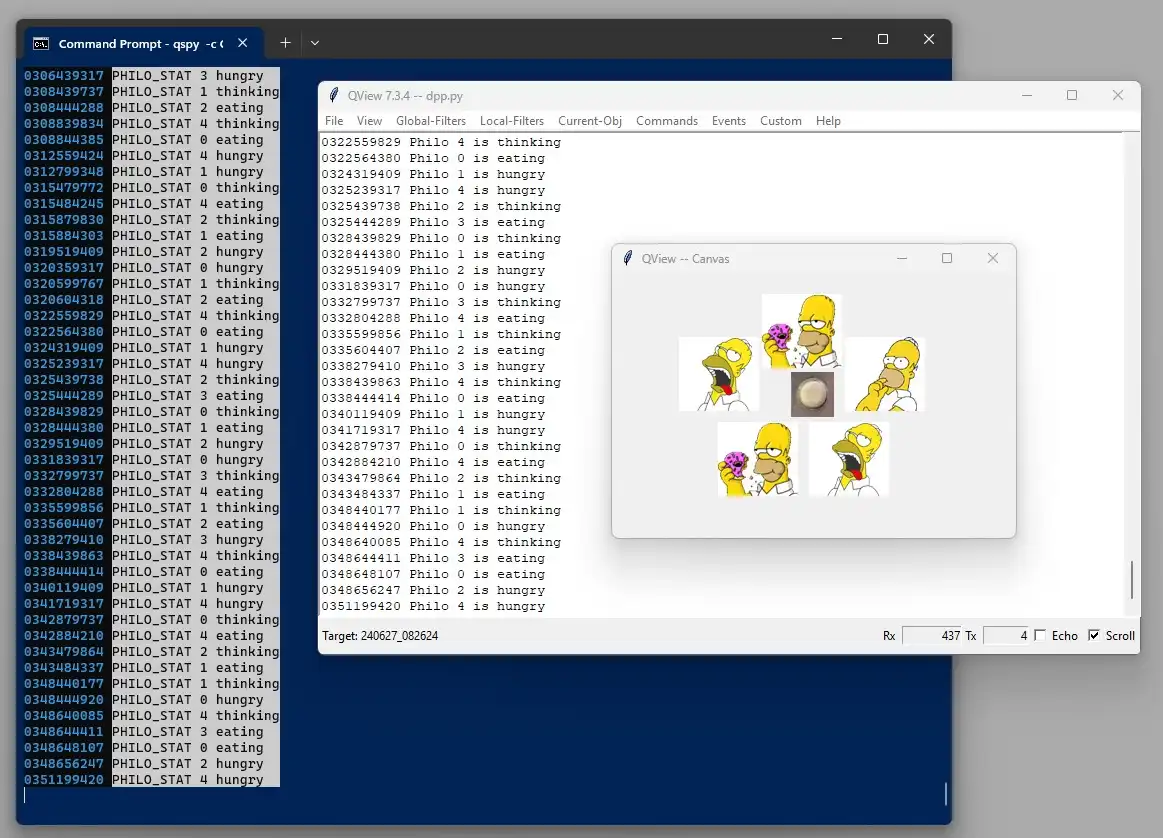 Command Prompt - qspy -c
0306439317 PHILO_STAT 3 hungry
0308439737 PHILO_STAT 1 thinking
0308444288 PHILO_STAT 2 eating
0308839834 PHILO_STAT 4 thinking
0308844385 PHILO_STAT 0 eating
0312559424 PHILO_STAT 4 hungry
0312799348 PHILO_STAT 1 hungry
0315479772 PHILO_STAT 0 thinking
0315484245 PHILO_STAT 4 eating
0315879830 PHILO_STAT 2 thinking
0315884303 PHILO_STAT 1 eating
0319519409 PHILO_STAT 2 hungry
0320359317 PHILO_STAT 0 hungry
0320599767 PHILO_STAT 1 thinking
0320604318 PHILO_STAT 2 eating
0322559829 PHILO_STAT 4 thinking
0322564380 PHILO_STAT 0 eating
0324319409 PHILO_STAT 1 hungry
0325239317 PHILO_STAT 4 hungry
0325439738 PHILO_STAT 2 thinking
0325444289 PHILO_STAT 3 eating
0328439829 PHILO_STAT 0 thinking
0328444380 PHILO_STAT 1 eating
0329519409 PHILO_STAT 2 hungry
0331839317 PHILO_STAT 0 hungry
0332799737 PHILO_STAT 3 thinking
0332804288 PHILO_STAT 4 eating
0335599856 PHILO_STAT 1 thinking
0335604407 PHILO_STAT 2 eating
0338279410 PHILO_STAT 3 hungry
0338439863 PHILO_STAT 4 thinking
0338444414 PHILO_STAT 0 eating
0340119409 PHILO_STAT 1 hungry
0341719317 PHILO_STAT 4 hungry
0342879737 PHILO_STAT 0 thinking
0342884210 PHILO_STAT 4 eating
0343479864 PHILO_STAT 2 thinking
0343484337 PHILO_STAT 1 eating
0348440177 PHILO_STAT 1 thinking
0348444920 PHILO_STAT 0 hungry
0348640085 PHILO_STAT 4 thinking
0348644411 PHILO_STAT 3 eating
0348648107 PHILO_STAT 0 eating
0348656247 PHILO_STAT 2 hungry
0351199420 PHILO_STAT 4 hungry
QView 7.3.4 -- dpp.py
File View Global-Filters Local-Filters Current-Obj Commands Events Custom Help
0322559829 Philo 4 is thinking
0322564380 Philo 0 is eating
0324319409 Philo 1 is hungry
0325239317 Philo 4 is hungry
0325439738 Philo 2 is thinking
0325444289 Philo 3 is eating
0328439829 Philo 0 is thinking
0328444380 Philo 1 is eating
0329519409 Philo 2 is hungry
0331839317 Philo 0 is hungry
0332799737 Philo 3 is thinking
0332804288 Philo 4 is eating
0335599856 Philo 1 is thinking
0335604407 Philo 2 is eating
0338279410 Philo 3 is hungry
0338439863 Philo 4 is thinking
0338444414 Philo 0 is eating
0340119409 Philo 1 is hungry
0341719317 Philo 4 is hungry
0342879737 Philo 0 is thinking
0342884210 Philo 4 is eating
0343479864 Philo 2 is thinking
0343484337 Philo 1 is eating
0348440177 Philo 1 is thinking
0348444920 Philo 0 is hungry
0348640085 Philo 4 is thinking
0348644411 Philo 3 is eating
0348648107 Philo 0 is eating
0348656247 Philo 2 is hungry
0351199420 Philo 4 is hungry
QView -- Canvas
Target: 240627_082624
Rx 437 Tx 4 Echo Scroll